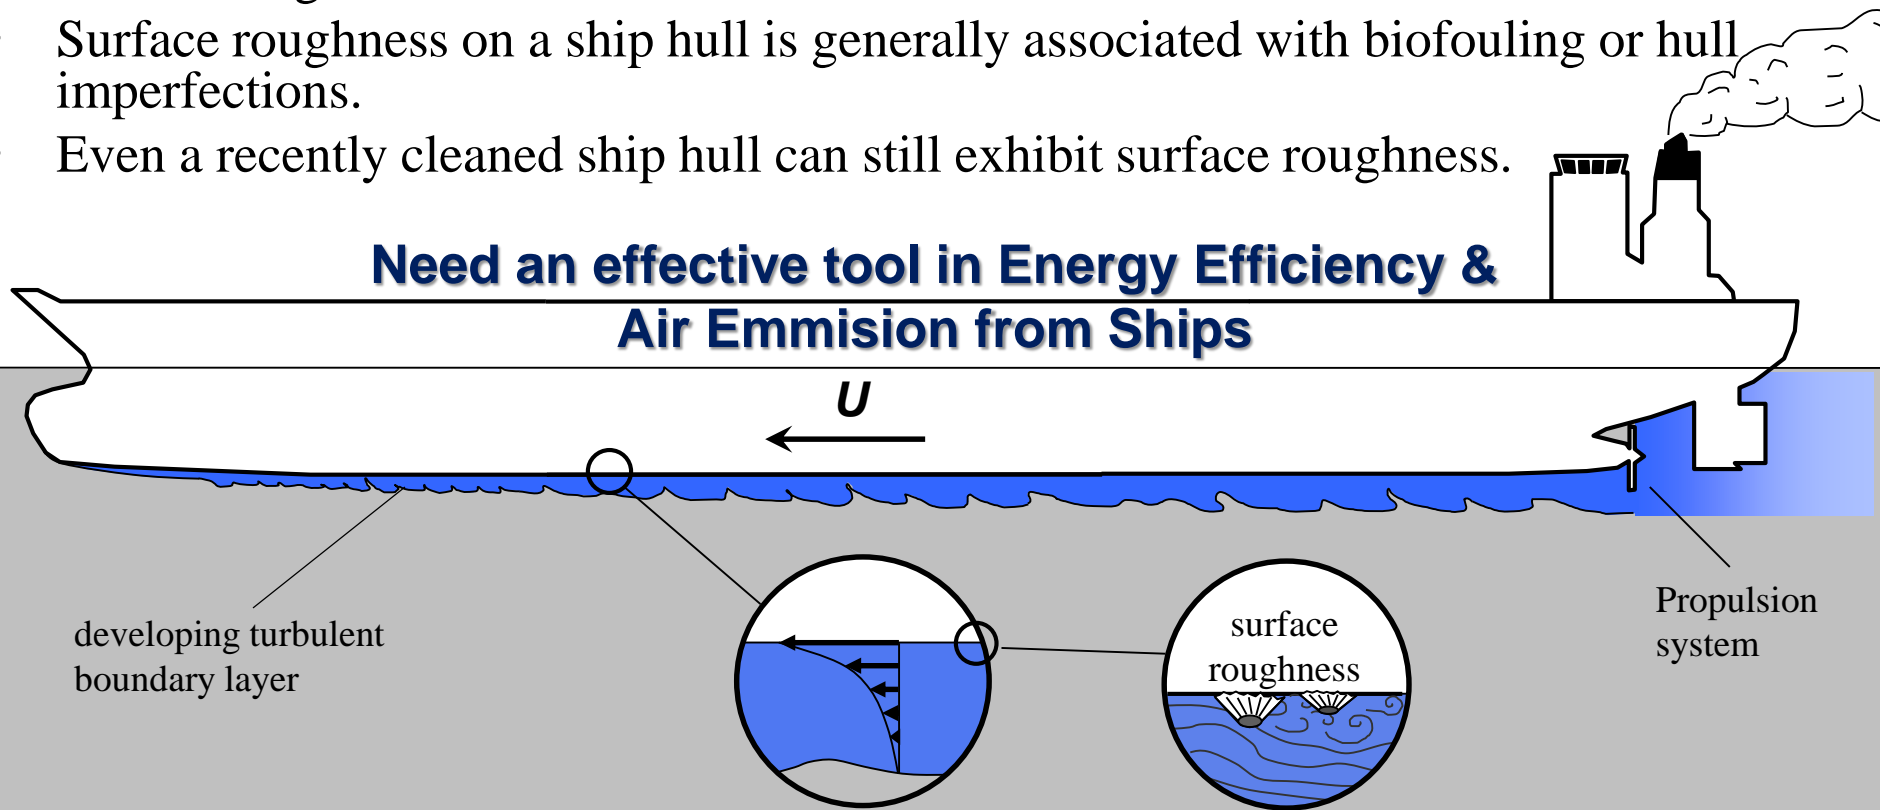 Surface roughness on a ship hull is generally associated with biofouling or hull
imperfections.
Even a recently cleaned ship hull can still exhibit surface roughness.
Need an effective tool in Energy Efficiency &
Air Emmision from Ships
U
developing turbulent
boundary layer
surface
roughness
Propulsion
system